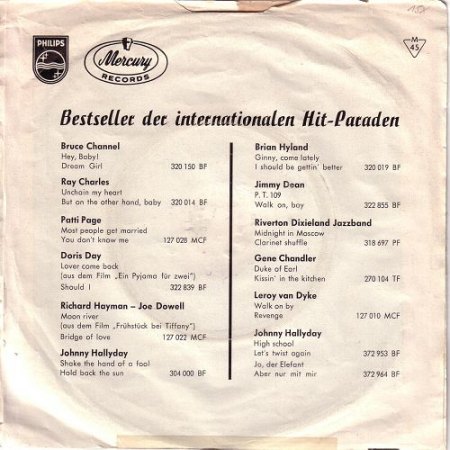 PHILIPS
Mercury
RECORDS
M
45
Bestseller der internationalen Hit-Paraden
Bruce Channel
Hey, Baby!
Dream Girl 320 150 BF
Ray Charles
Unchain my heart
But on the other hand, baby 320 014 BF
Patti Page
Most people get married
You don't know me 127 028 MCF
Doris Day
Lover come back
(aus dem Film „Ein Pyjama für zwei")
Should I 322 839 BF
Richard Hayman – Joe Dowell
Moon river
(aus dem Film „Frühstück bei Tiffany")
Bridge of love 127 022 MCF
Johnny Hallyday
Shake the hand of a fool
Hold back the sun 304 000 BF
Brian Hyland
Ginny, come lately
I should be gettin' better 320 019 BF
Jimmy Dean
P. T. 109
Walk on, boy 322 855 BF
Riverton Dixieland Jazzband
Midnight in Moscow
Clarinet shuffle 318 697 PF
Gene Chandler
Duke of Earl
Kissin' in the kitchen 270 104 TF
Leroy van Dyke
Walk on by
Revenge 127 010 MCF
Johnny Hallyday
High school
Let's twist again 372 953 BF
Jo, der Elefant
Aber nur mit mir 372 964 BF